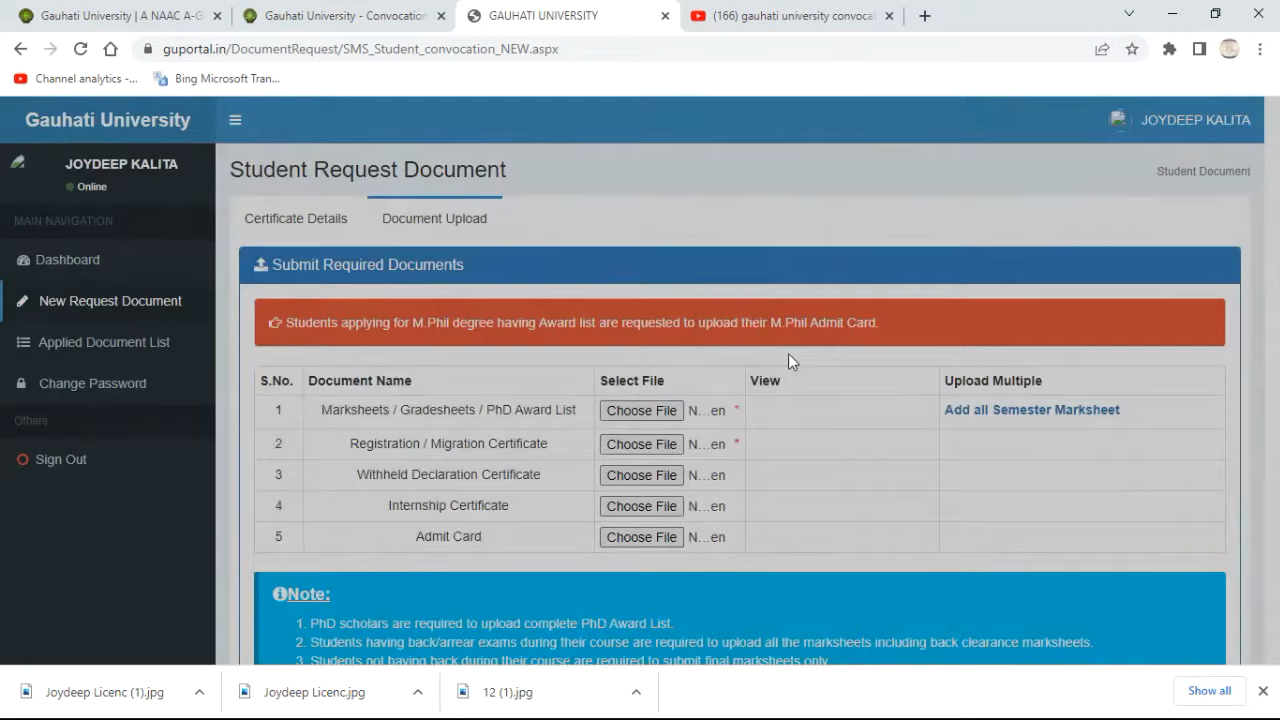 Gauhati University | A NAAC A-G
Gauhati University - Convocation
GAUHATI UNIVERSITY
(166) gauhati university convocat
guportal.in/DocumentRequest/SMS_Student_convocation_NEW.aspx
Channel analytics -...
Bing Microsoft Tran...
Gauhati University
JOYDEEP KALITA
JOYDEEP KALITA
Online
Student Request Document
Student Document
MAIN NAVIGATION
Dashboard
New Request Document
Applied Document List
Change Password
Others
Sign Out
Certificate Details
Document Upload
Submit Required Documents
Students applying for M.Phil degree having Award list are requested to upload their M.Phil Admit Card.
S.No. Document Name Select File View Upload Multiple
1 Marksheets / Gradesheets / PhD Award List Choose File N...en * Add all Semester Marksheet
2 Registration / Migration Certificate Choose File N...en *
3 Withheld Declaration Certificate Choose File N...en
4 Internship Certificate Choose File N...en
5 Admit Card Choose File N...en
Note:
1. PhD scholars are required to upload complete PhD Award List.
2. Students having back/arrear exams during their course are required to upload all the marksheets including back clearance marksheets.
3. Students not having back during their course are required to submit final marksheets only
Joydeep Licenc (1).jpg
Joydeep Licenc.jpg
12 (1).jpg
Show all